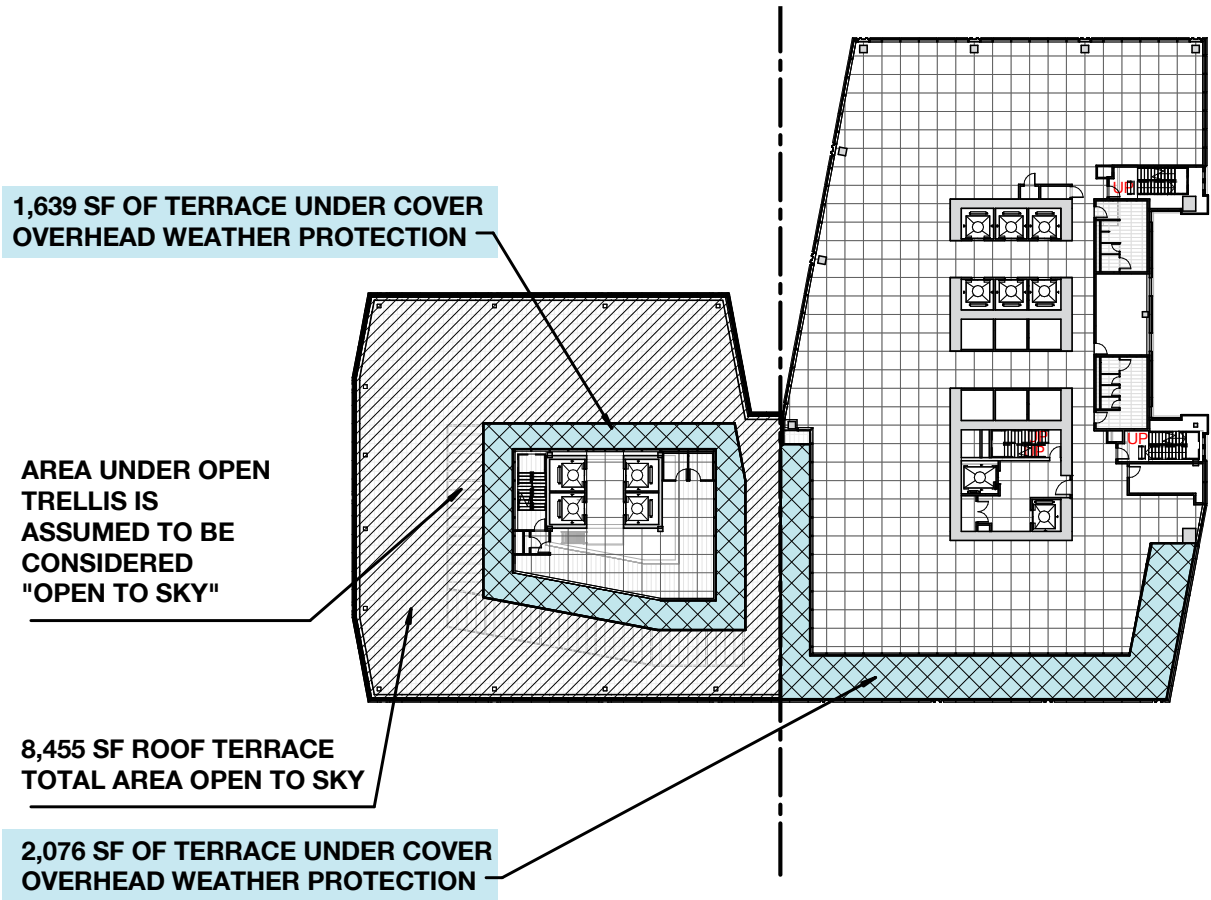 1,639 SF OF TERRACE UNDER COVER
OVERHEAD WEATHER PROTECTION
AREA UNDER OPEN
TRELLIS IS
ASSUMED TO BE
CONSIDERED
"OPEN TO SKY"
8,455 SF ROOF TERRACE
TOTAL AREA OPEN TO SKY
2,076 SF OF TERRACE UNDER COVER
OVERHEAD WEATHER PROTECTION
UP
UP
UP
UP